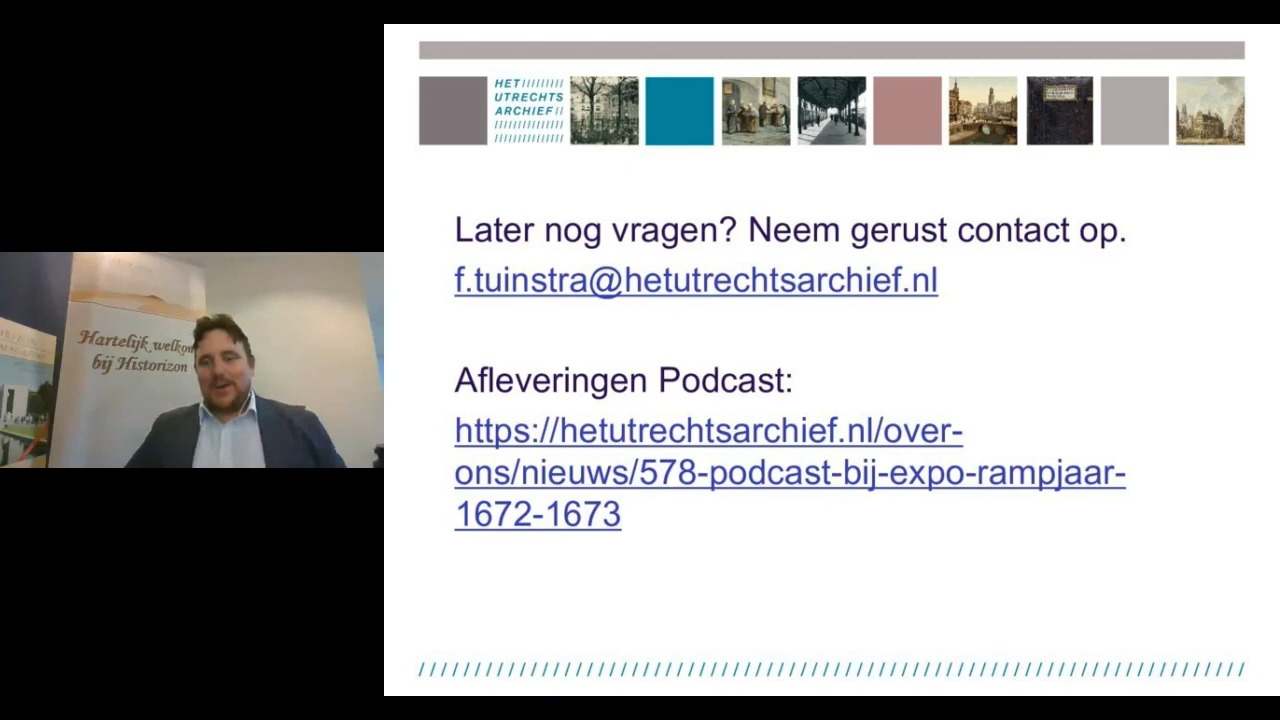 HET
UTRECHTS
ARCHIEF
Later nog vragen? Neem gerust contact op.
f.tuinstra@hetutrechtsarchief.nl
Afleveringen Podcast:
https://hetutrechtsarchief.nl/over-
ons/nieuws/578-podcast-bij-expo-rampjaar-
1672-1673
Hartelijk welkom
bij Historizon